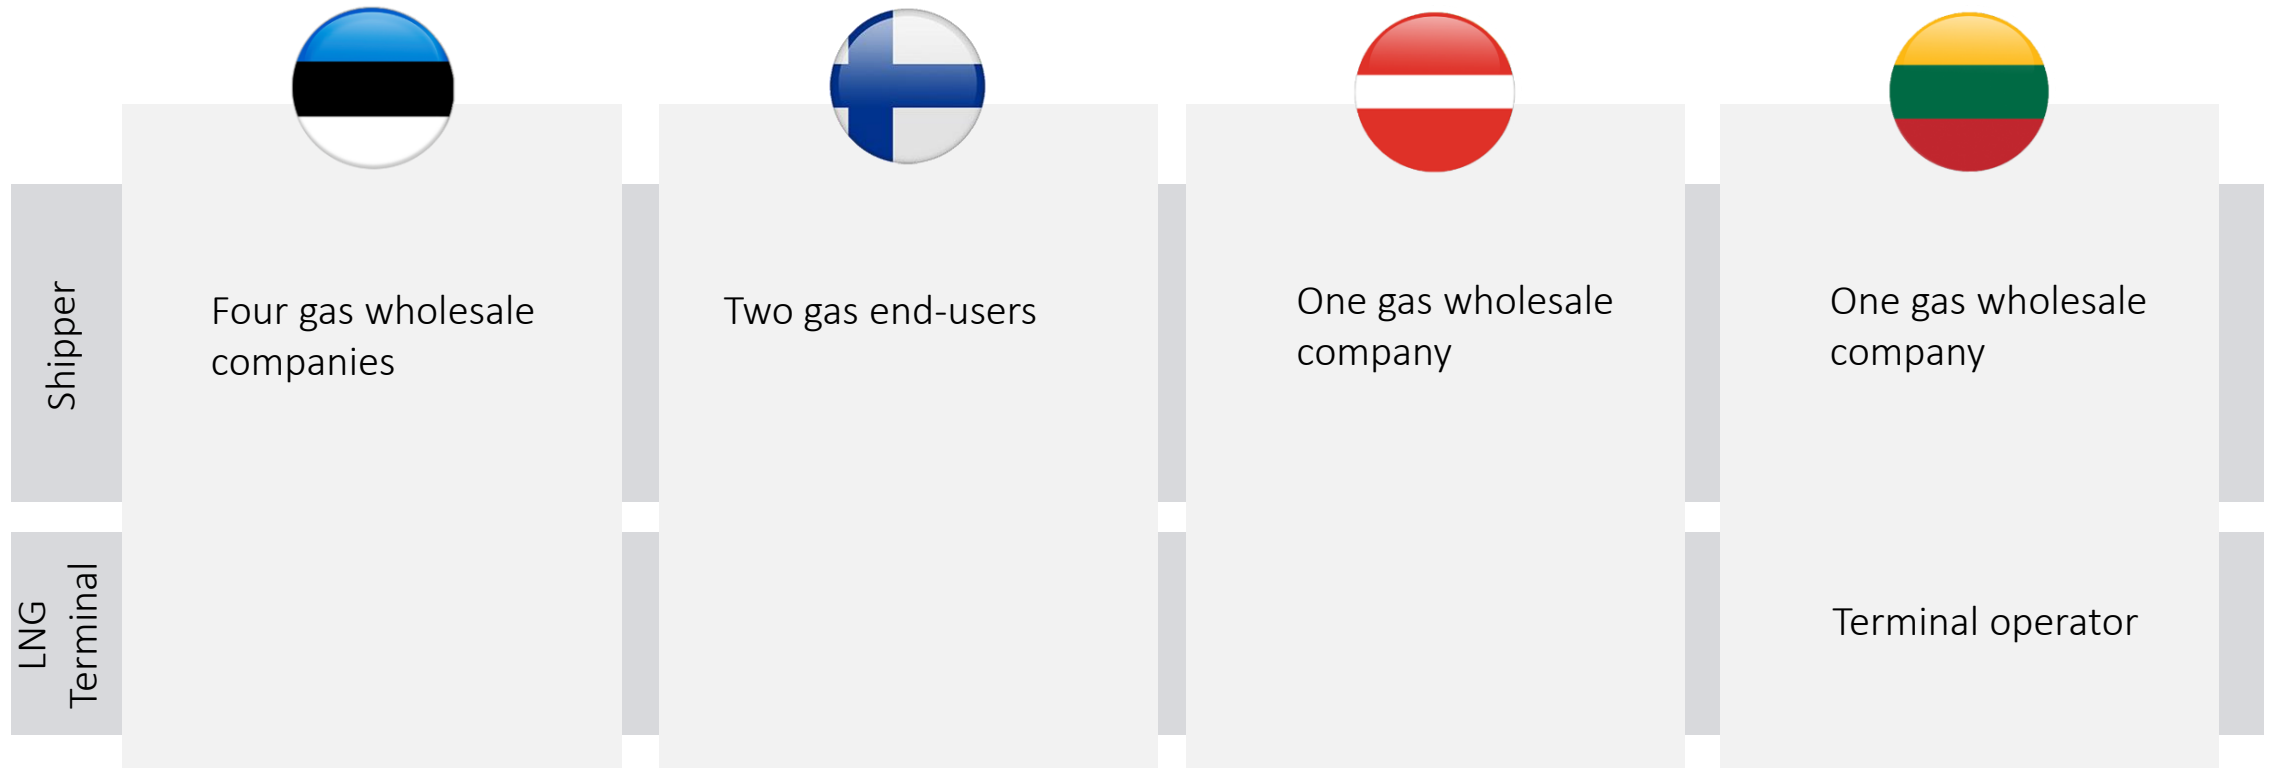 Shipper
Four gas wholesale
companies
Two gas end-users
One gas wholesale
company
One gas wholesale
company
LNG
Terminal
Terminal operator